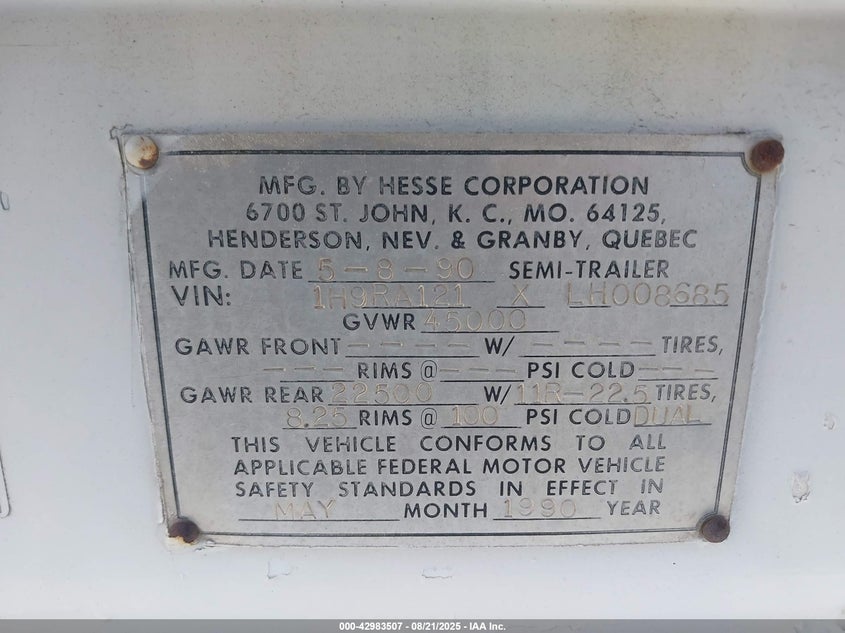 MFG. BY HESSE CORPORATION
6700 ST. JOHN, K. C., MO. 64125,
HENDERSON, NEV. & GRANBY, QUEBEC
MFG. DATE 5-8-90 SEMI-TRAILER
VIN: 1H9RA121 X LH008685
GVWR 45000
GAWR FRONT ---- W/ ---- TIRES,
--- RIMS @ --- PSI COLD ---
GAWR REAR 22500 W/ 11R-22.5 TIRES,
8.25 RIMS @ 100 PSI COLD DUAL
THIS VEHICLE CONFORMS TO ALL
APPLICABLE FEDERAL MOTOR VEHICLE
SAFETY STANDARDS IN EFFECT IN
MAY MONTH 1990 YEAR
000-42983507 - 08/21/2025 - IAA Inc.